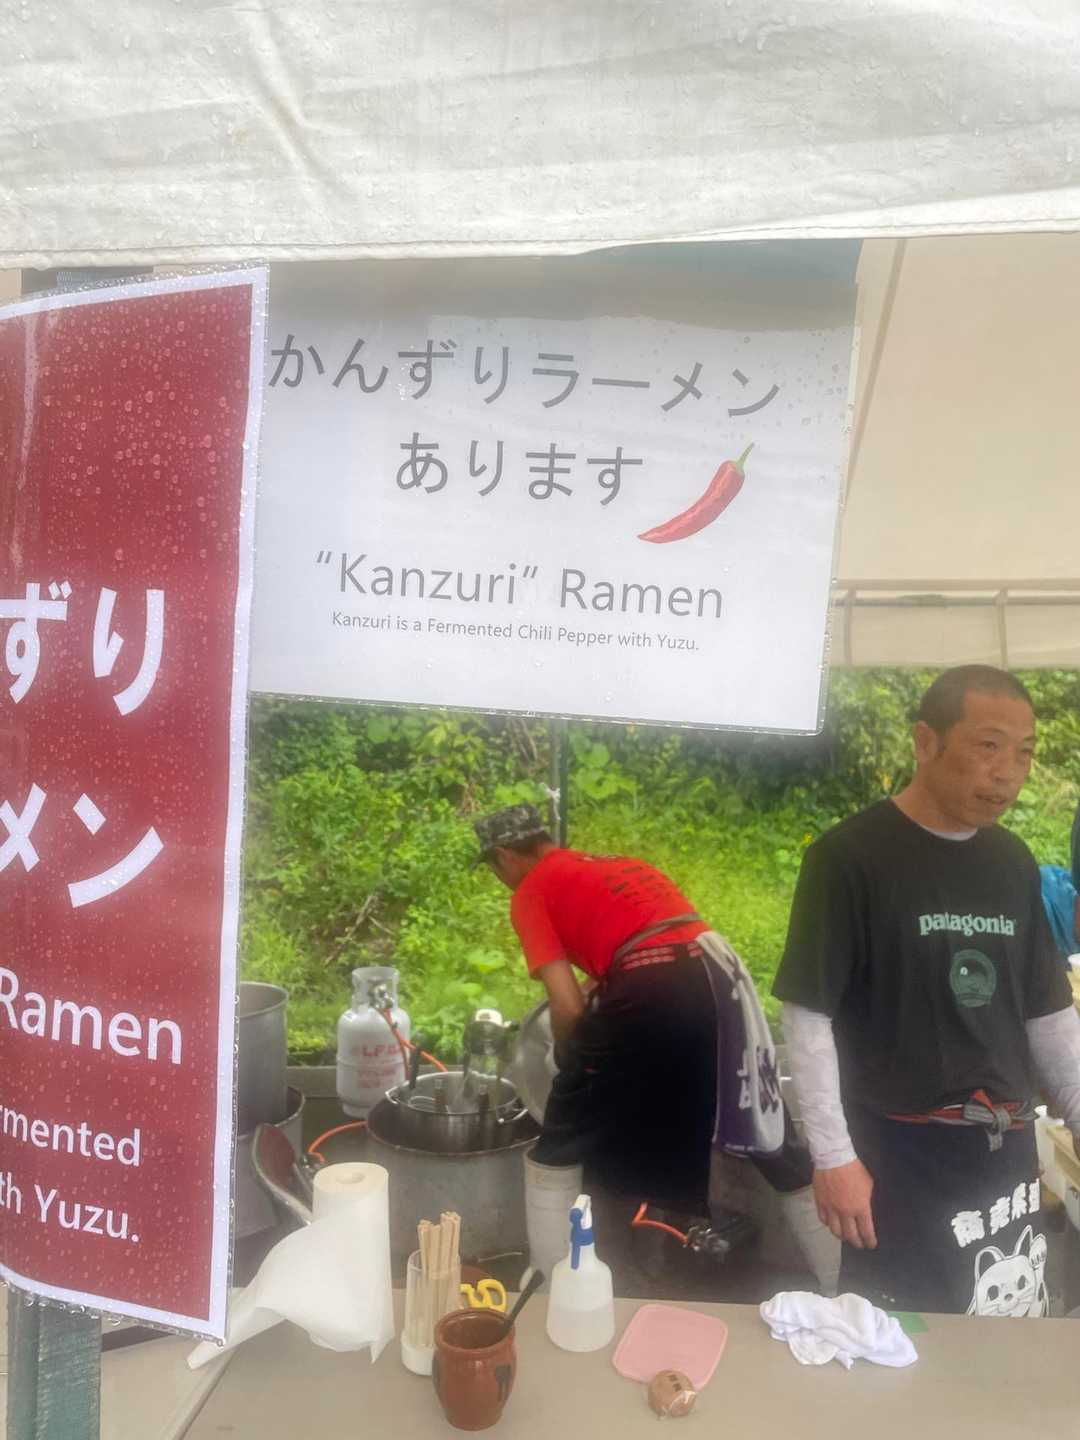 かんずりラーメン
あります
“Kanzuri” Ramen
Kanzuri is a Fermented Chili Pepper with Yuzu.
ずり
メン
Ramen
rmented
th Yuzu.
patagonia